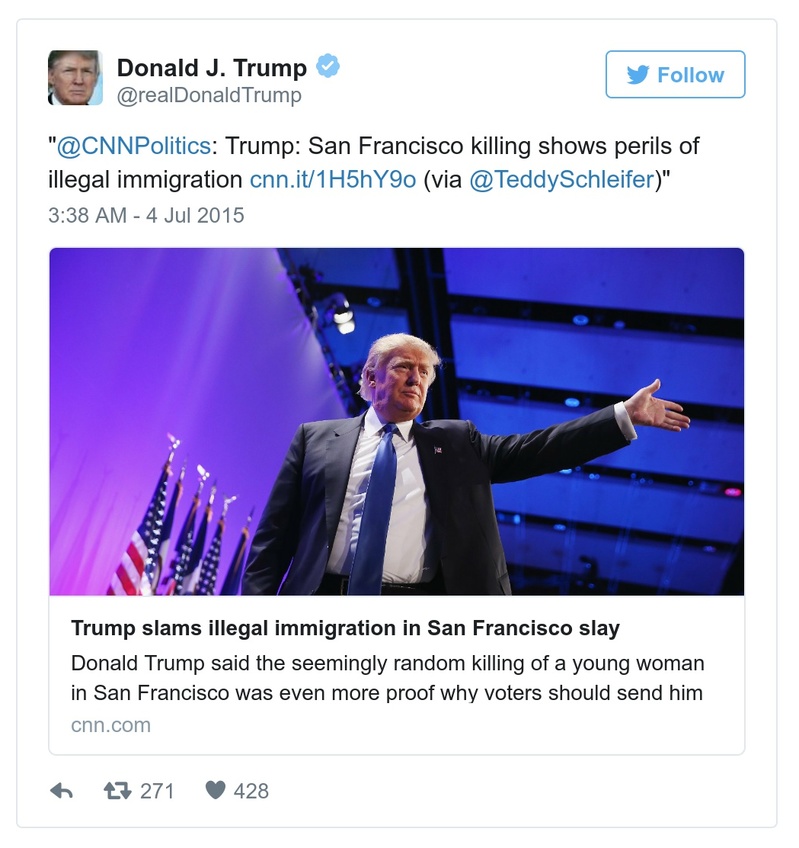 Donald J. Trump
Follow
@realDonaldTrump
"@CNNPolitics: Trump: San Francisco killing shows perils of
illegal immigration cnn.it/1H5hY9o (via @TeddySchleifer)"
3:38 AM - 4 Jul 2015
Trump slams illegal immigration in San Francisco slay
Donald Trump said the seemingly random killing of a young woman
in San Francisco was even more proof why voters should send him
cnn.com
271 428